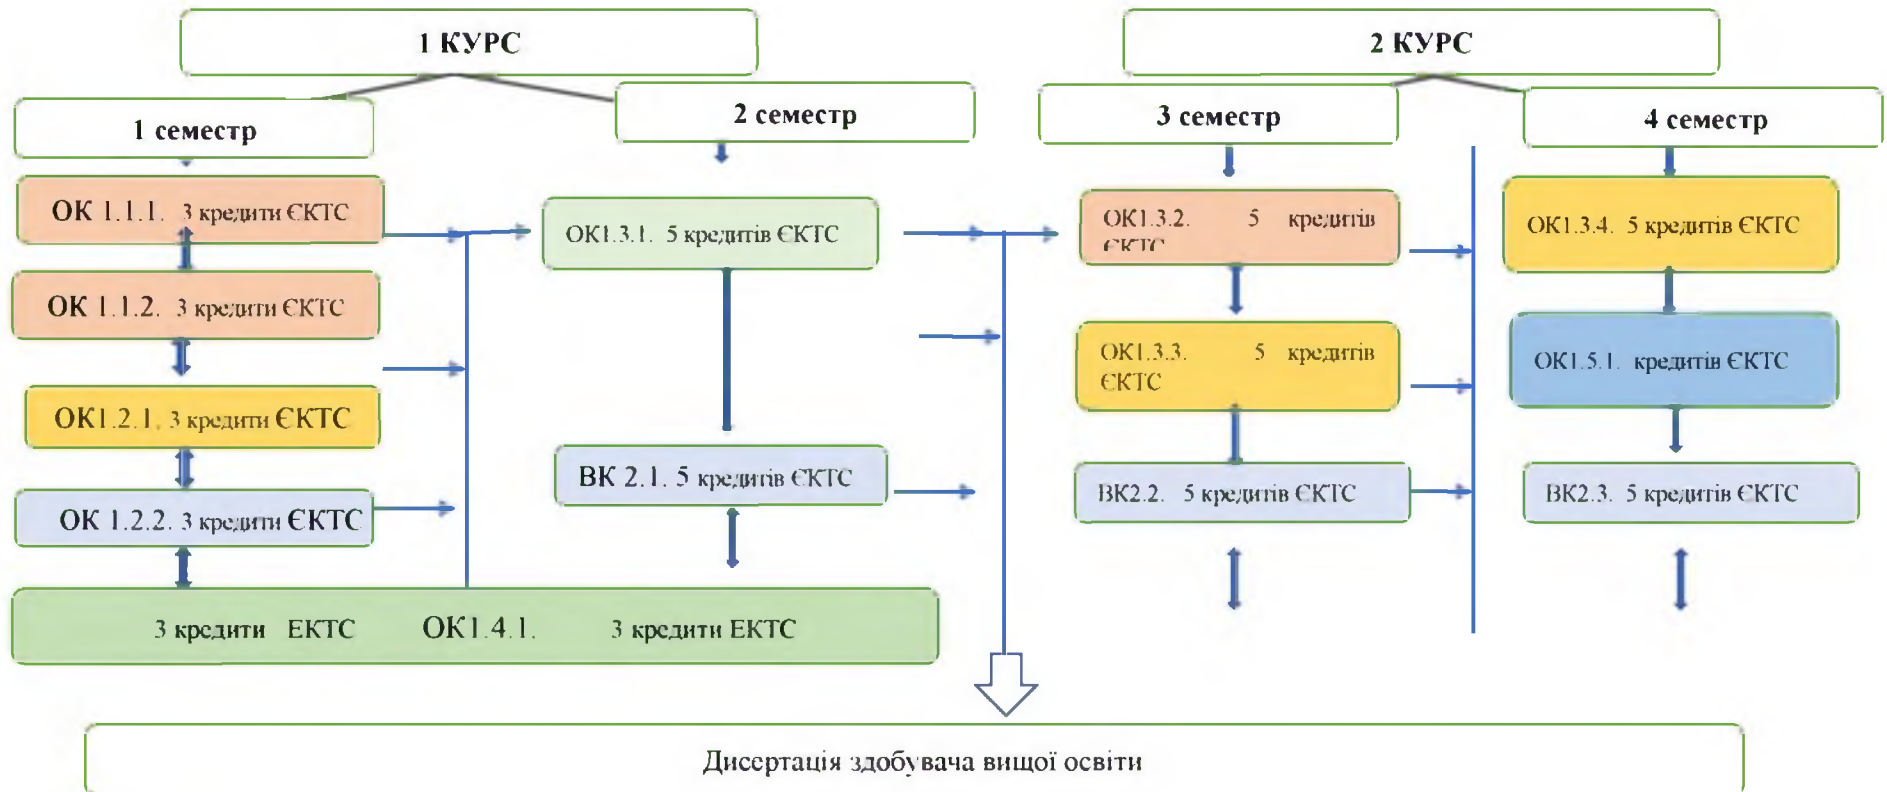 1 КУРС
2 КУРС
1 семестр
2 семестр
3 семестр
4 семестр
ОК 1.1.1. 3 кредити ЄКТС
ОК 1.1.2. 3 кредити ЄКТС
ОК1.2.1. 3 кредити ЄКТС
ОК 1.2.2. 3 кредити ЄКТС
3 кредити ЕКТС ОК1.4.1. 3 кредити ЕКТС
ОК1.3.1. 5 кредитів ЄКТС
ВК 2.1. 5 кредитів ЄКТС
ОК1.3.2. 5 кредитів
ЄКТС
ОК1.3.3. 5 кредитів
ЄКТС
ВК2.2. 5 кредитів ЄКТС
ОК1.3.4. 5 кредитів ЄКТС
ОК1.5.1. кредитів ЄКТС
ВК2.3. 5 кредитів ЄКТС
Дисертація здобувача вищої освіти